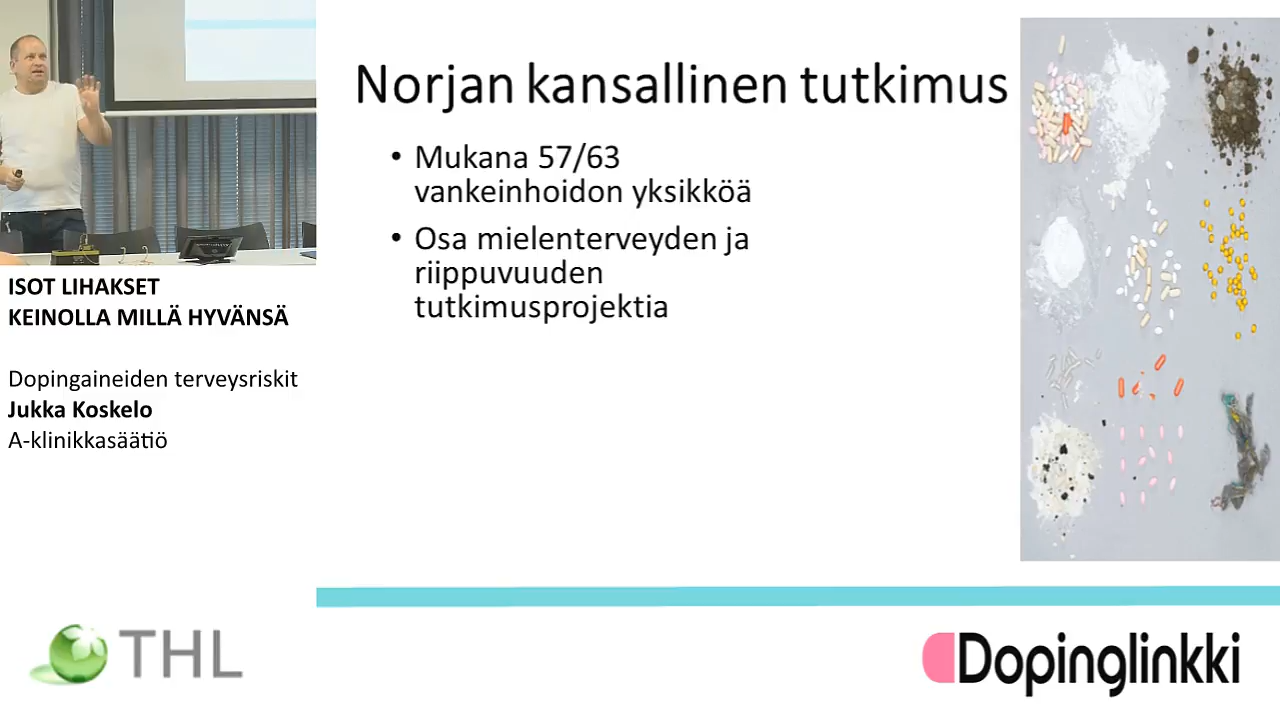 ISOT LIHAKSET
KEINOLLA MILLÄ HYVÄNSÄ
Dopingaineiden terveysriskit
Jukka Koskelo
A-klinikkasäätiö
THL
Norjan kansallinen tutkimus
• Mukana 57/63
vankeinhoidon yksikköä
• Osa mielenterveyden ja
riippuvuuden
tutkimusprojektia
Dopinglinkki